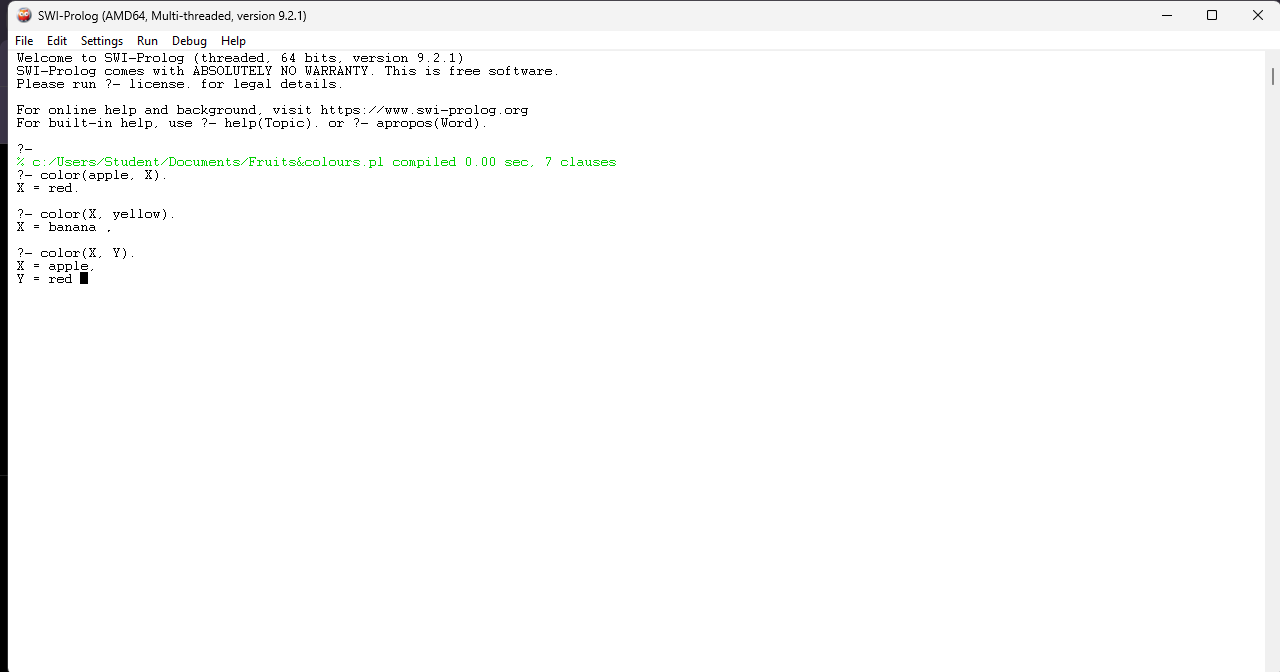 SWI-Prolog (AMD64, Multi-threaded, version 9.2.1)
File Edit Settings Run Debug Help
Welcome to SWI-Prolog (threaded, 64 bits, version 9.2.1)
SWI-Prolog comes with ABSOLUTELY NO WARRANTY. This is free software.
Please run ?- license. for legal details.
For online help and background, visit https://www.swi-prolog.org
For built-in help, use ?- help(Topic). or ?- apropos(Word).
?-
% c:/Users/Student/Documents/Fruits&colours.pl compiled 0.00 sec, 7 clauses
?- color(apple, X).
X = red.
?- color(X, yellow).
X = banana .
?- color(X, Y).
X = apple,
Y = red